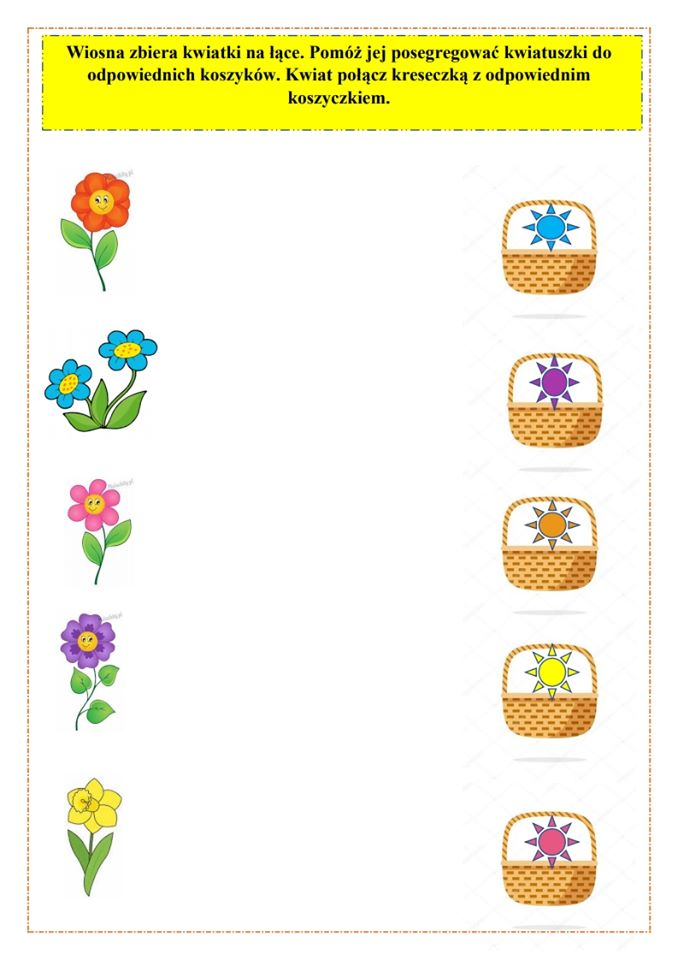 Wiosna zbiera kwiatki na łące. Pomóż jej posegregować kwiatuszki do
odpowiednich koszyków. Kwiat połącz kreseczką z odpowiednim
koszyczkiem.